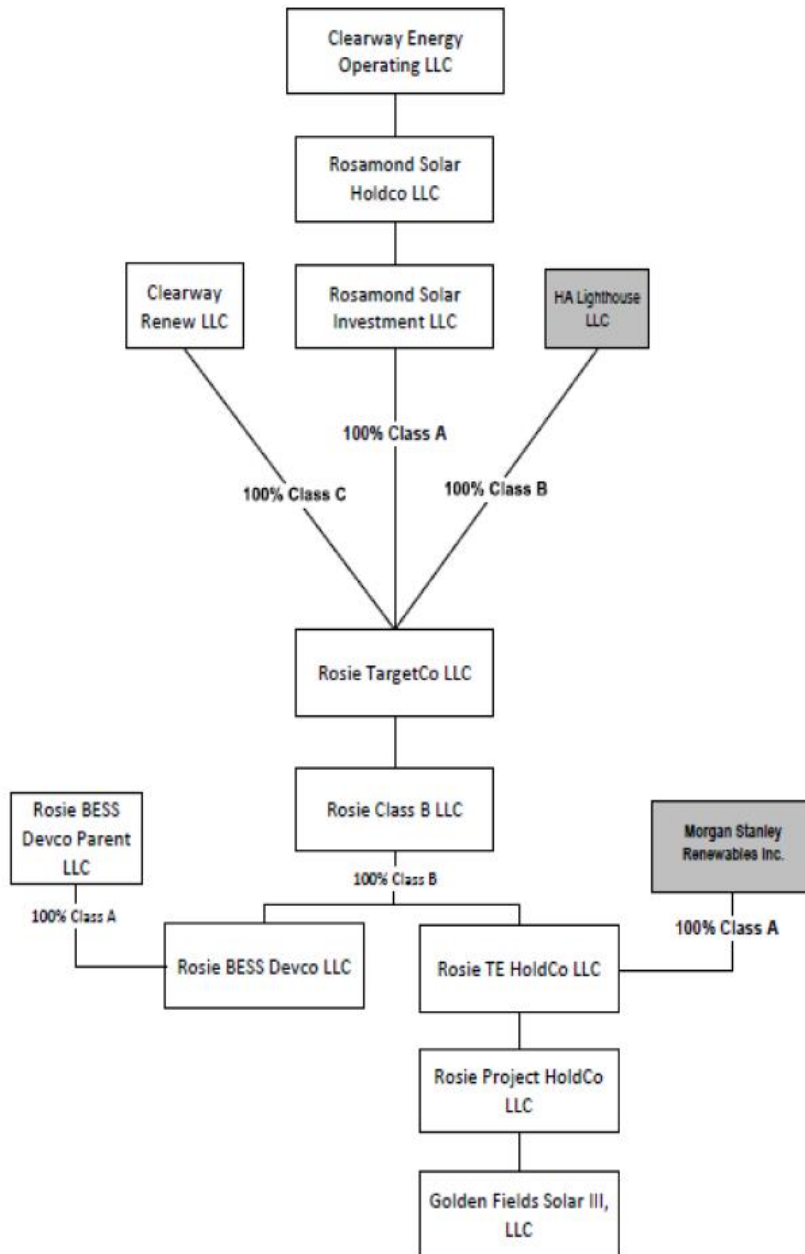 Clearway Energy
Operating LLC
Rosamond Solar
Holdco LLC
Clearway
Renew LLC
Rosamond Solar
Investment LLC
HA Lighthouse
LLC
100% Class A
100% Class C
100% Class B
Rosie TargetCo LLC
Rosie Class B LLC
Rosie BESS
Devco Parent
LLC
Morgan Stanley
Renewables Inc.
100% Class B
100% Class A
100% Class A
Rosie BESS Devco LLC
Rosie TE HoldCo LLC
Rosie Project HoldCo
LLC
Golden Fields Solar III,
LLC